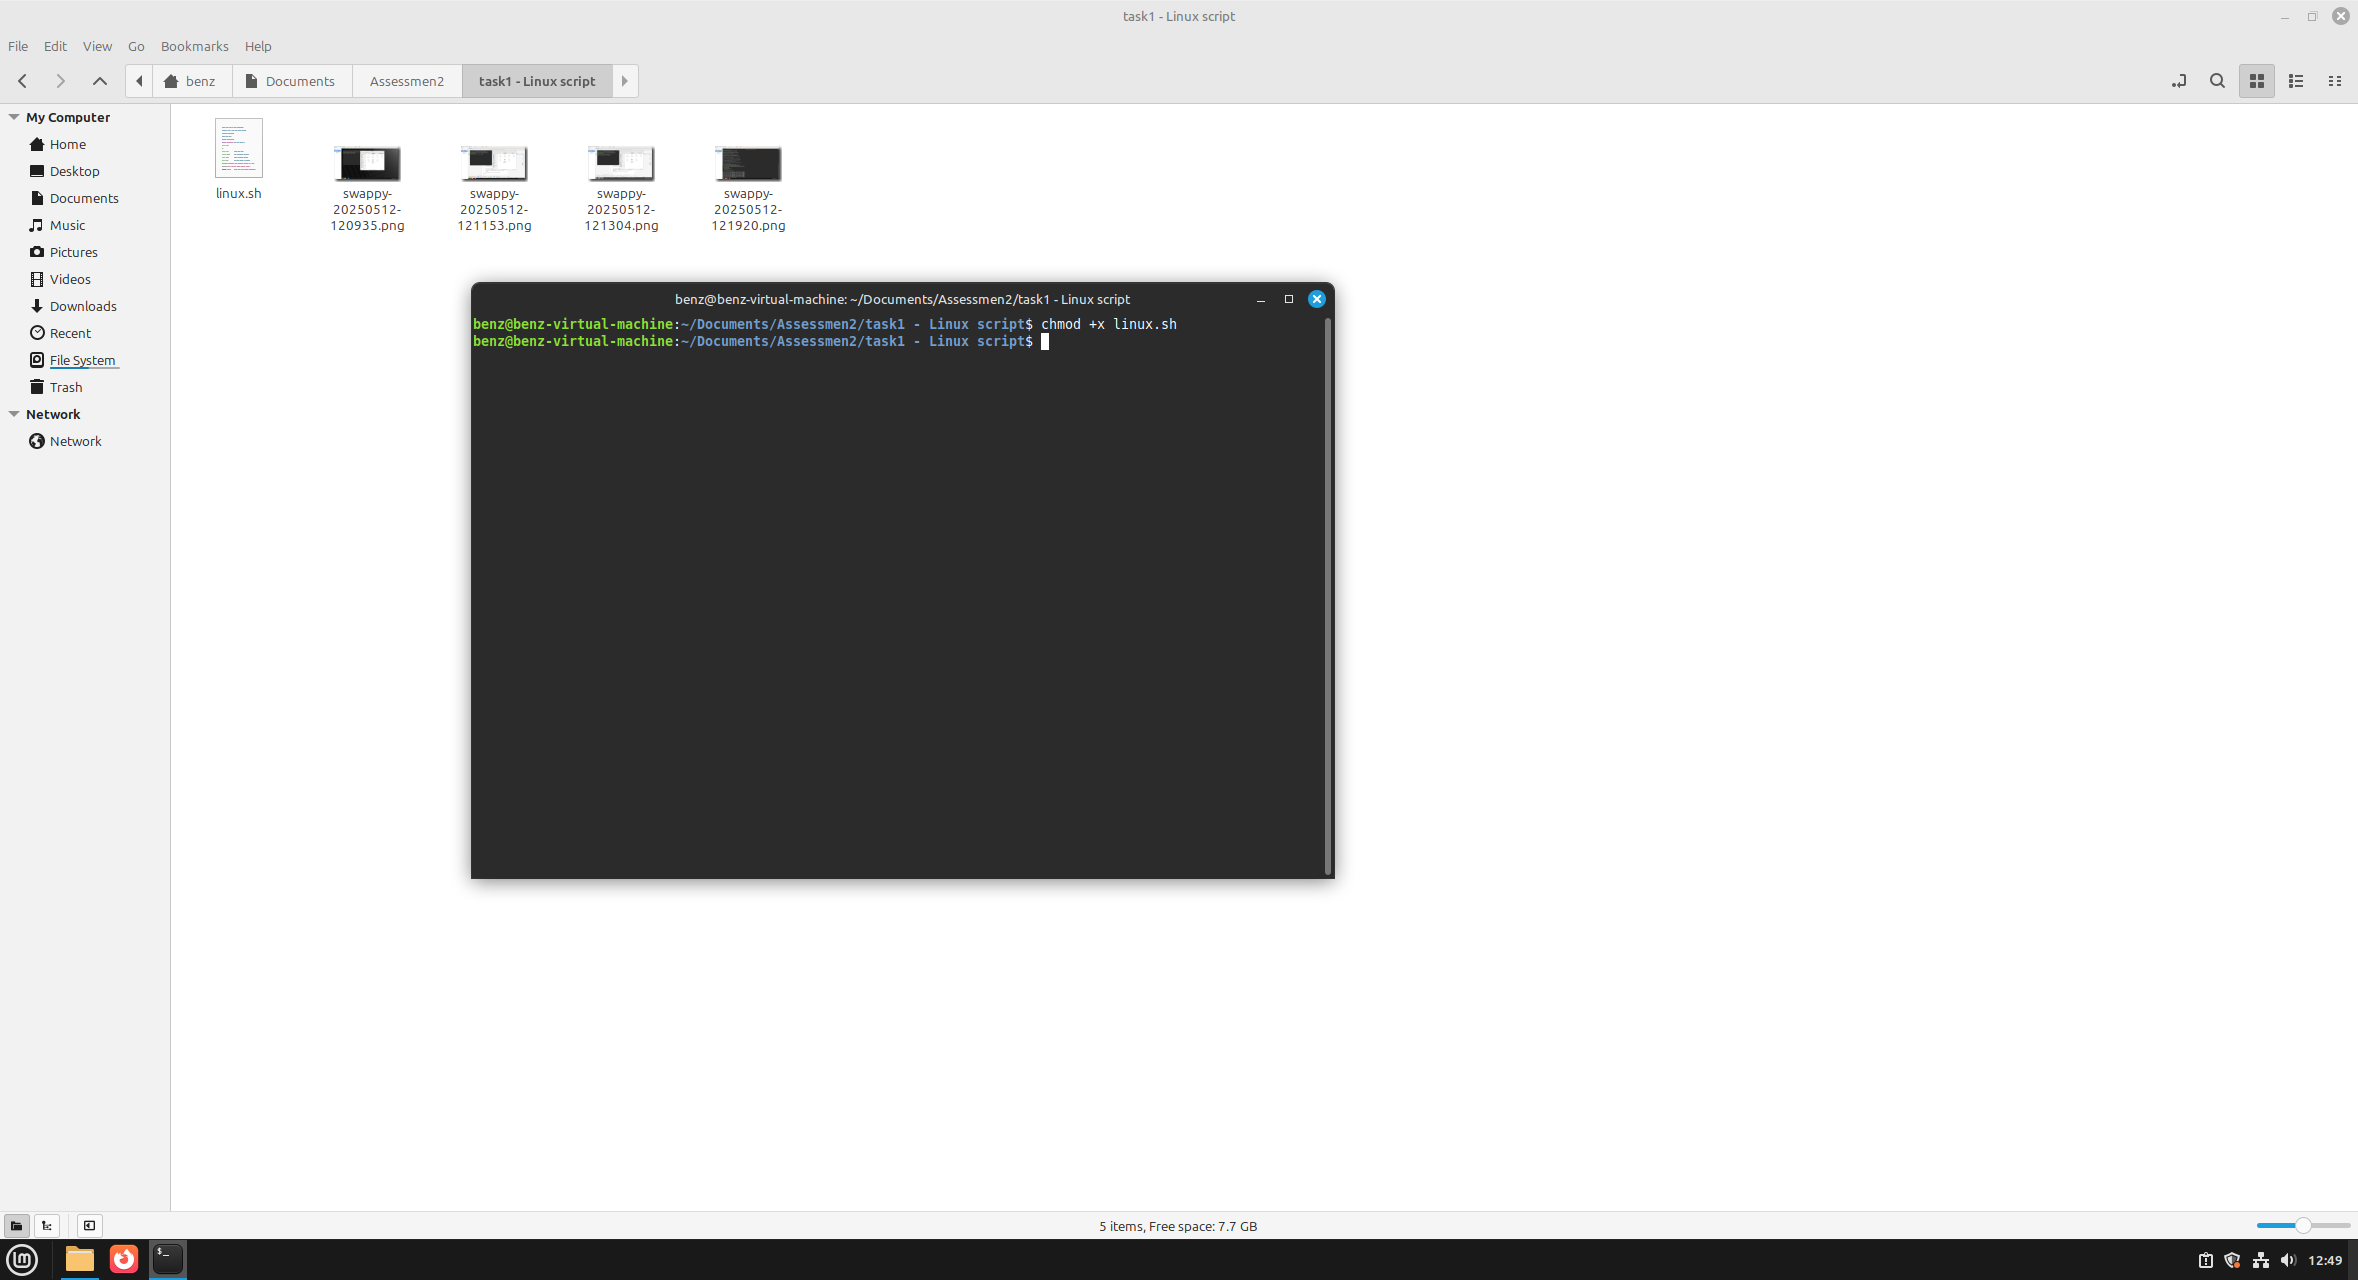 task1 - Linux script
File Edit View Go Bookmarks Help
benz Documents Assessmen2 task1 - Linux script
My Computer
Home
Desktop
Documents
Music
Pictures
Videos
Downloads
Recent
File System
Trash
Network
Network
linux.sh
swappy-
20250512-
120935.png
swappy-
20250512-
121153.png
swappy-
20250512-
121304.png
swappy-
20250512-
121920.png
benz@benz-virtual-machine: ~/Documents/Assessmen2/task1 - Linux script
benz@benz-virtual-machine:~/Documents/Assessmen2/task1 - Linux script$ chmod +x linux.sh
benz@benz-virtual-machine:~/Documents/Assessmen2/task1 - Linux script$
5 items, Free space: 7.7 GB
$_
12:49